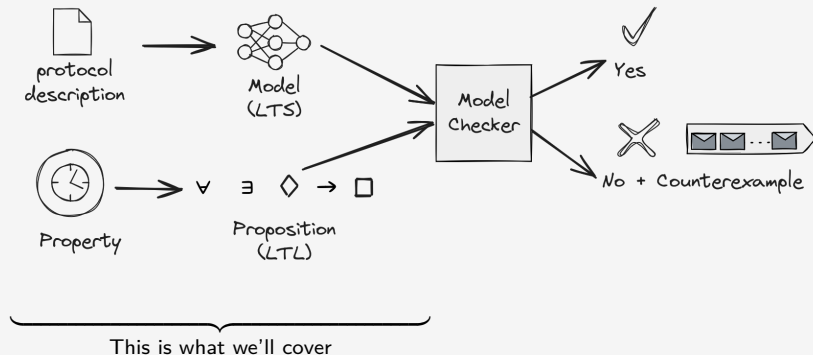 protocol
description
Model
(LTS)
Model
Checker
Yes
No + Counterexample
Property
∀ ∃ ◇ → □
Proposition
(LTL)
This is what we'll cover